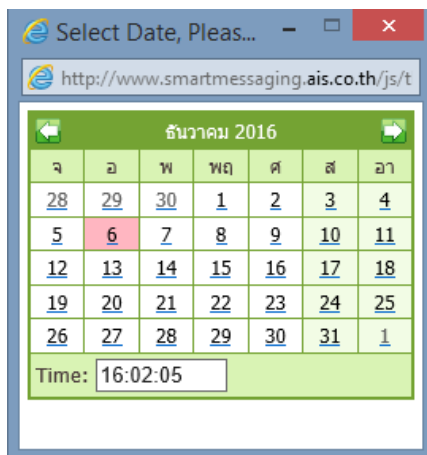 Select Date, Pleas...
http://www.smartmessaging.ais.co.th/js/t
ธันวาคม 2016
จ อ พ พฤ ศ ส อา
28 29 30 1 2 3 4
5 6 7 8 9 10 11
12 13 14 15 16 17 18
19 20 21 22 23 24 25
26 27 28 29 30 31 1
Time: 16:02:05